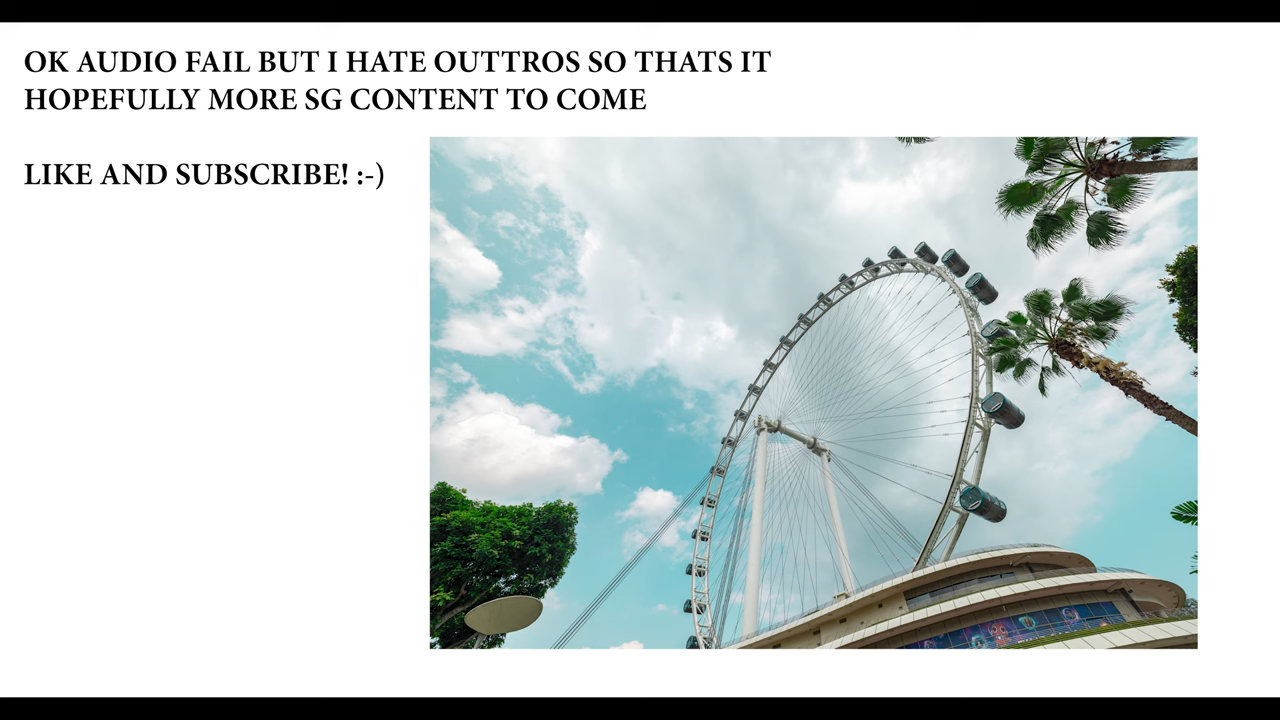 OK AUDIO FAIL BUT I HATE OUTTROS SO THATS IT
HOPEFULLY MORE SG CONTENT TO COME
LIKE AND SUBSCRIBE! :-)